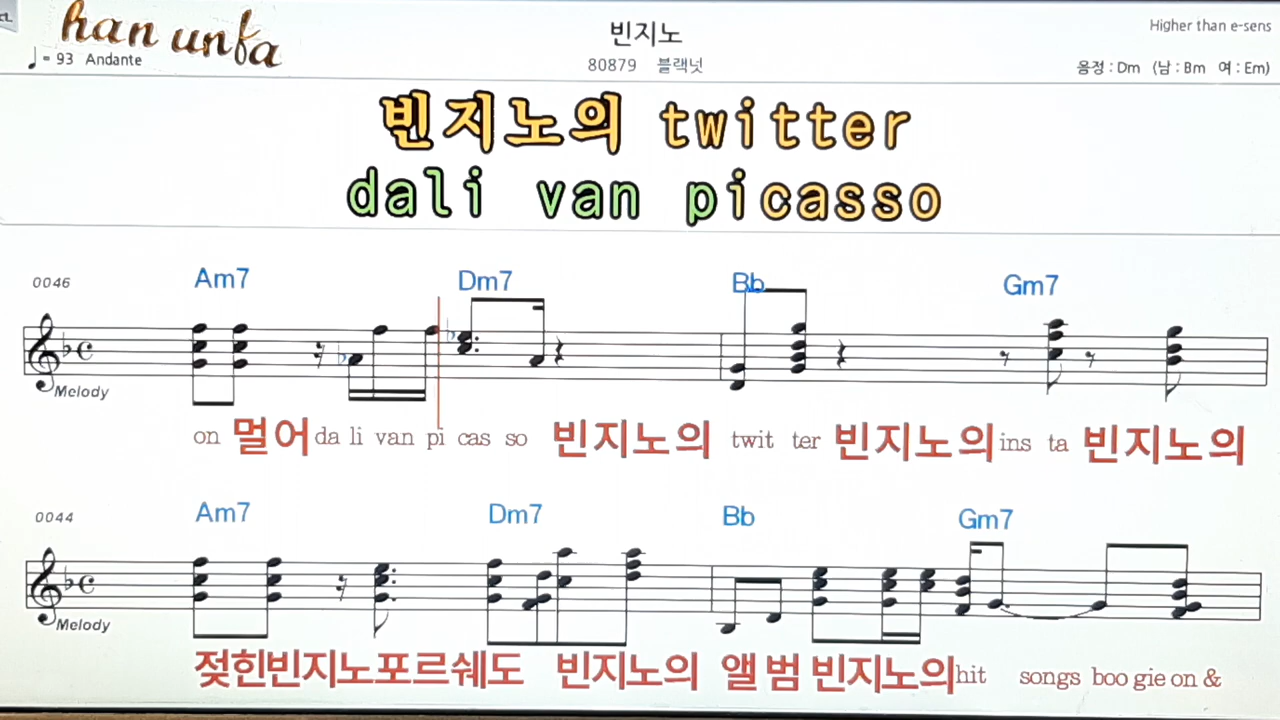 han unfa
빈지노
Higher than e-sens
♩= 93 Andante
80879 블랙넛
음정 : Dm (남 : Bm 여 : Em)
빈지노의 twitter
dali van picasso
0046 Am7 Dm7 Bb Gm7
Melody
on 멀어 da li van pi cas so 빈지노의 twit ter 빈지노의 ins ta 빈지노의
0044 Am7 Dm7 Bb Gm7
Melody
젖힌빈지노포르쉐도 빈지노의 앨범 빈지노의 hit songs boo gie on &